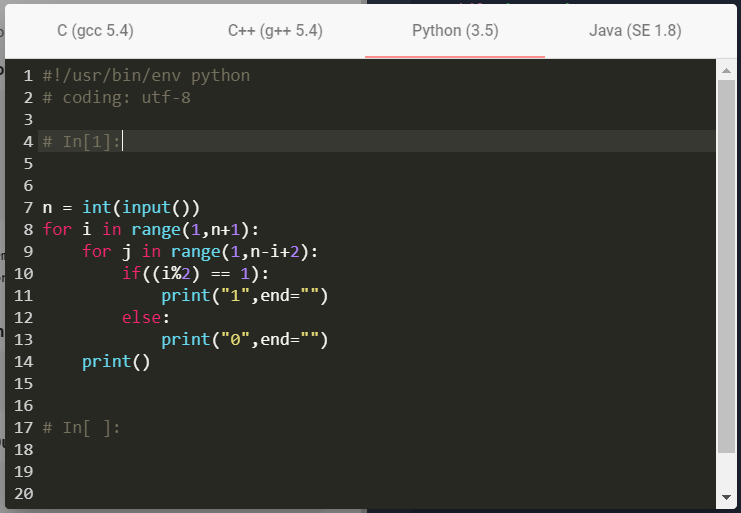 C (gcc 5.4) C++ (g++ 5.4) Python (3.5) Java (SE 1.8)
1 #!/usr/bin/env python
2 # coding: utf-8
3
4 # In[1]:
5
6
7 n = int(input())
8 for i in range(1,n+1):
9     for j in range(1,n-i+2):
10         if((i%2) == 1):
11             print("1",end="")
12         else:
13             print("0",end="")
14     print()
15
16
17 # In[ ]:
18
19
20